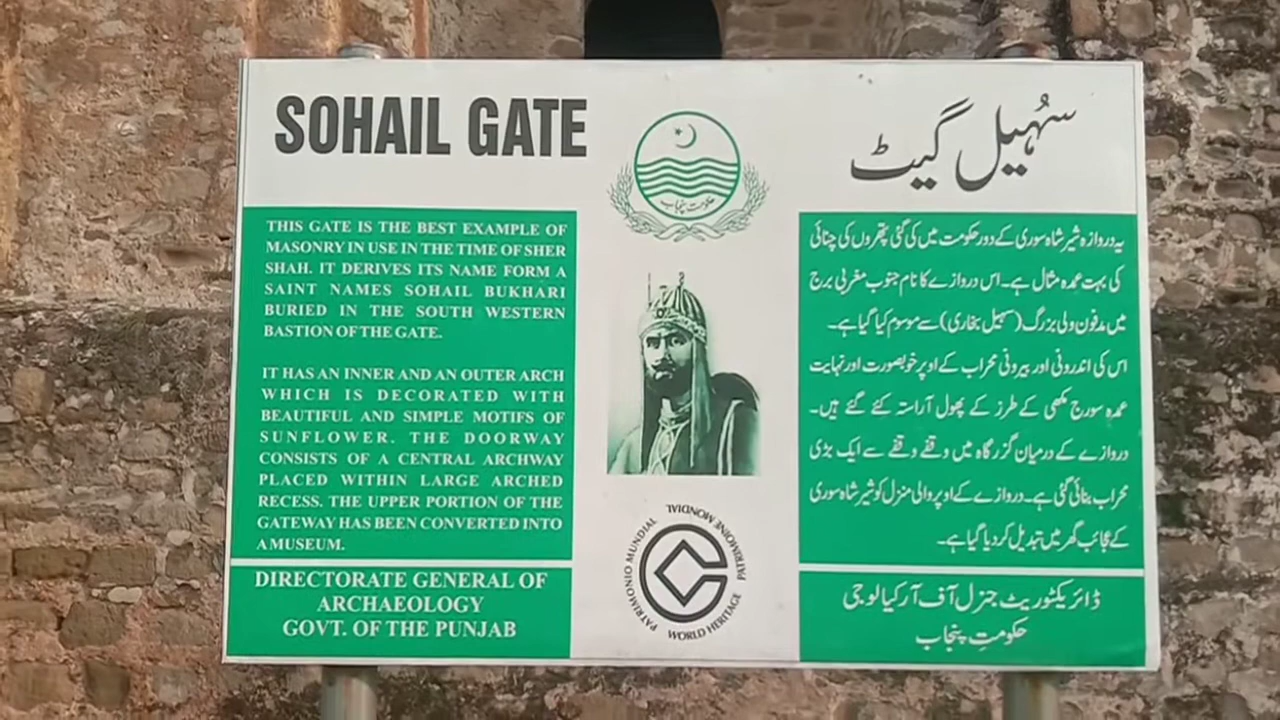 SOHAIL GATE
THIS GATE IS THE BEST EXAMPLE OF
MASONRY IN USE IN THE TIME OF SHER
SHAH. IT DERIVES ITS NAME FORM A
SAINT NAMES SOHAIL BUKHARI
BURIED IN THE SOUTH WESTERN
BASTION OF THE GATE.
IT HAS AN INNER AND AN OUTER ARCH
WHICH IS DECORATED WITH
BEAUTIFUL AND SIMPLE MOTIFS OF
SUNFLOWER. THE DOORWAY
CONSISTS OF A CENTRAL ARCHWAY
PLACED WITHIN LARGE ARCHED
RECESS. THE UPPER PORTION OF THE
GATEWAY HAS BEEN CONVERTED INTO
A MUSEUM.
DIRECTORATE GENERAL OF
ARCHAEOLOGY
GOVT. OF THE PUNJAB
حکومت پنجاب
PATRIMONIO MUNDIAL
PATRIMOINE MONDIAL
WORLD HERITAGE
سُہیل گیٹ
یہ دروازہ شیر شاہ سوری کے دور حکومت میں کی گئی پتھروں کی چنائی
کی بہت عمدہ مثال ہے۔ اس دروازے کا نام جنوب مغربی برج
میں مدفون ولی بزرگ (سہیل بخاری) سے موسوم کیا گیا ہے۔
اس کی اندرونی اور بیرونی محراب کے اوپر خوبصورت اور نہایت
عمدہ سورج مکھی کے طرز کے پھول آراستہ کئے گئے ہیں۔
دروازے کے درمیان گزر گاہ میں وقفے وقفے سے ایک بڑی
محراب بنائی گئی ہے۔ دروازے کے اوپر والی منزل کو شیر شاہ سوری
کے عجائب گھر میں تبدیل کر دیا گیا ہے۔
ڈائریکٹوریٹ جنرل آف آرکیالوجی
حکومتِ پنجاب